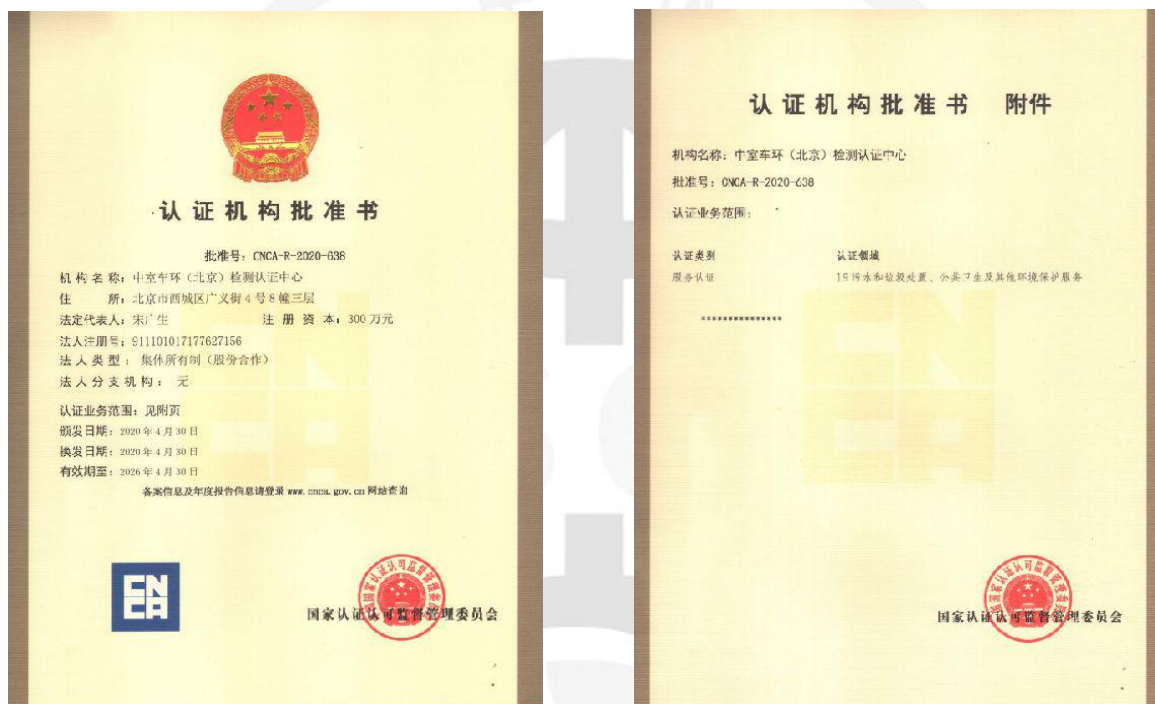 认证机构批准书
批准号：CNCA-R-2020-638
机构名称：中室车环（北京）检测认证中心
住所：北京市西城区广义街4号8幢三层
法定代表人：宋广生 注册资本：300万元
法人注册号：911101017177627156
法人类型：集体所有制（股份合作）
法人分支机构：无
认证业务范围：见附页
颁发日期：2020年4月30日
换发日期：2020年4月30日
有效期至：2026年4月30日
备案信息及年度报告信息请登录 www.cnca.gov.cn 网站查询
CNCA
国家认证认可监督管理委员会
认证机构批准书 附件
机构名称：中室车环（北京）检测认证中心
批准号：CNCA-R-2020-638
认证业务范围：
认证类别 认证领域
服务认证 19污水和垃圾处置、公共卫生及其他环境保护服务
***************
国家认证认可监督管理委员会